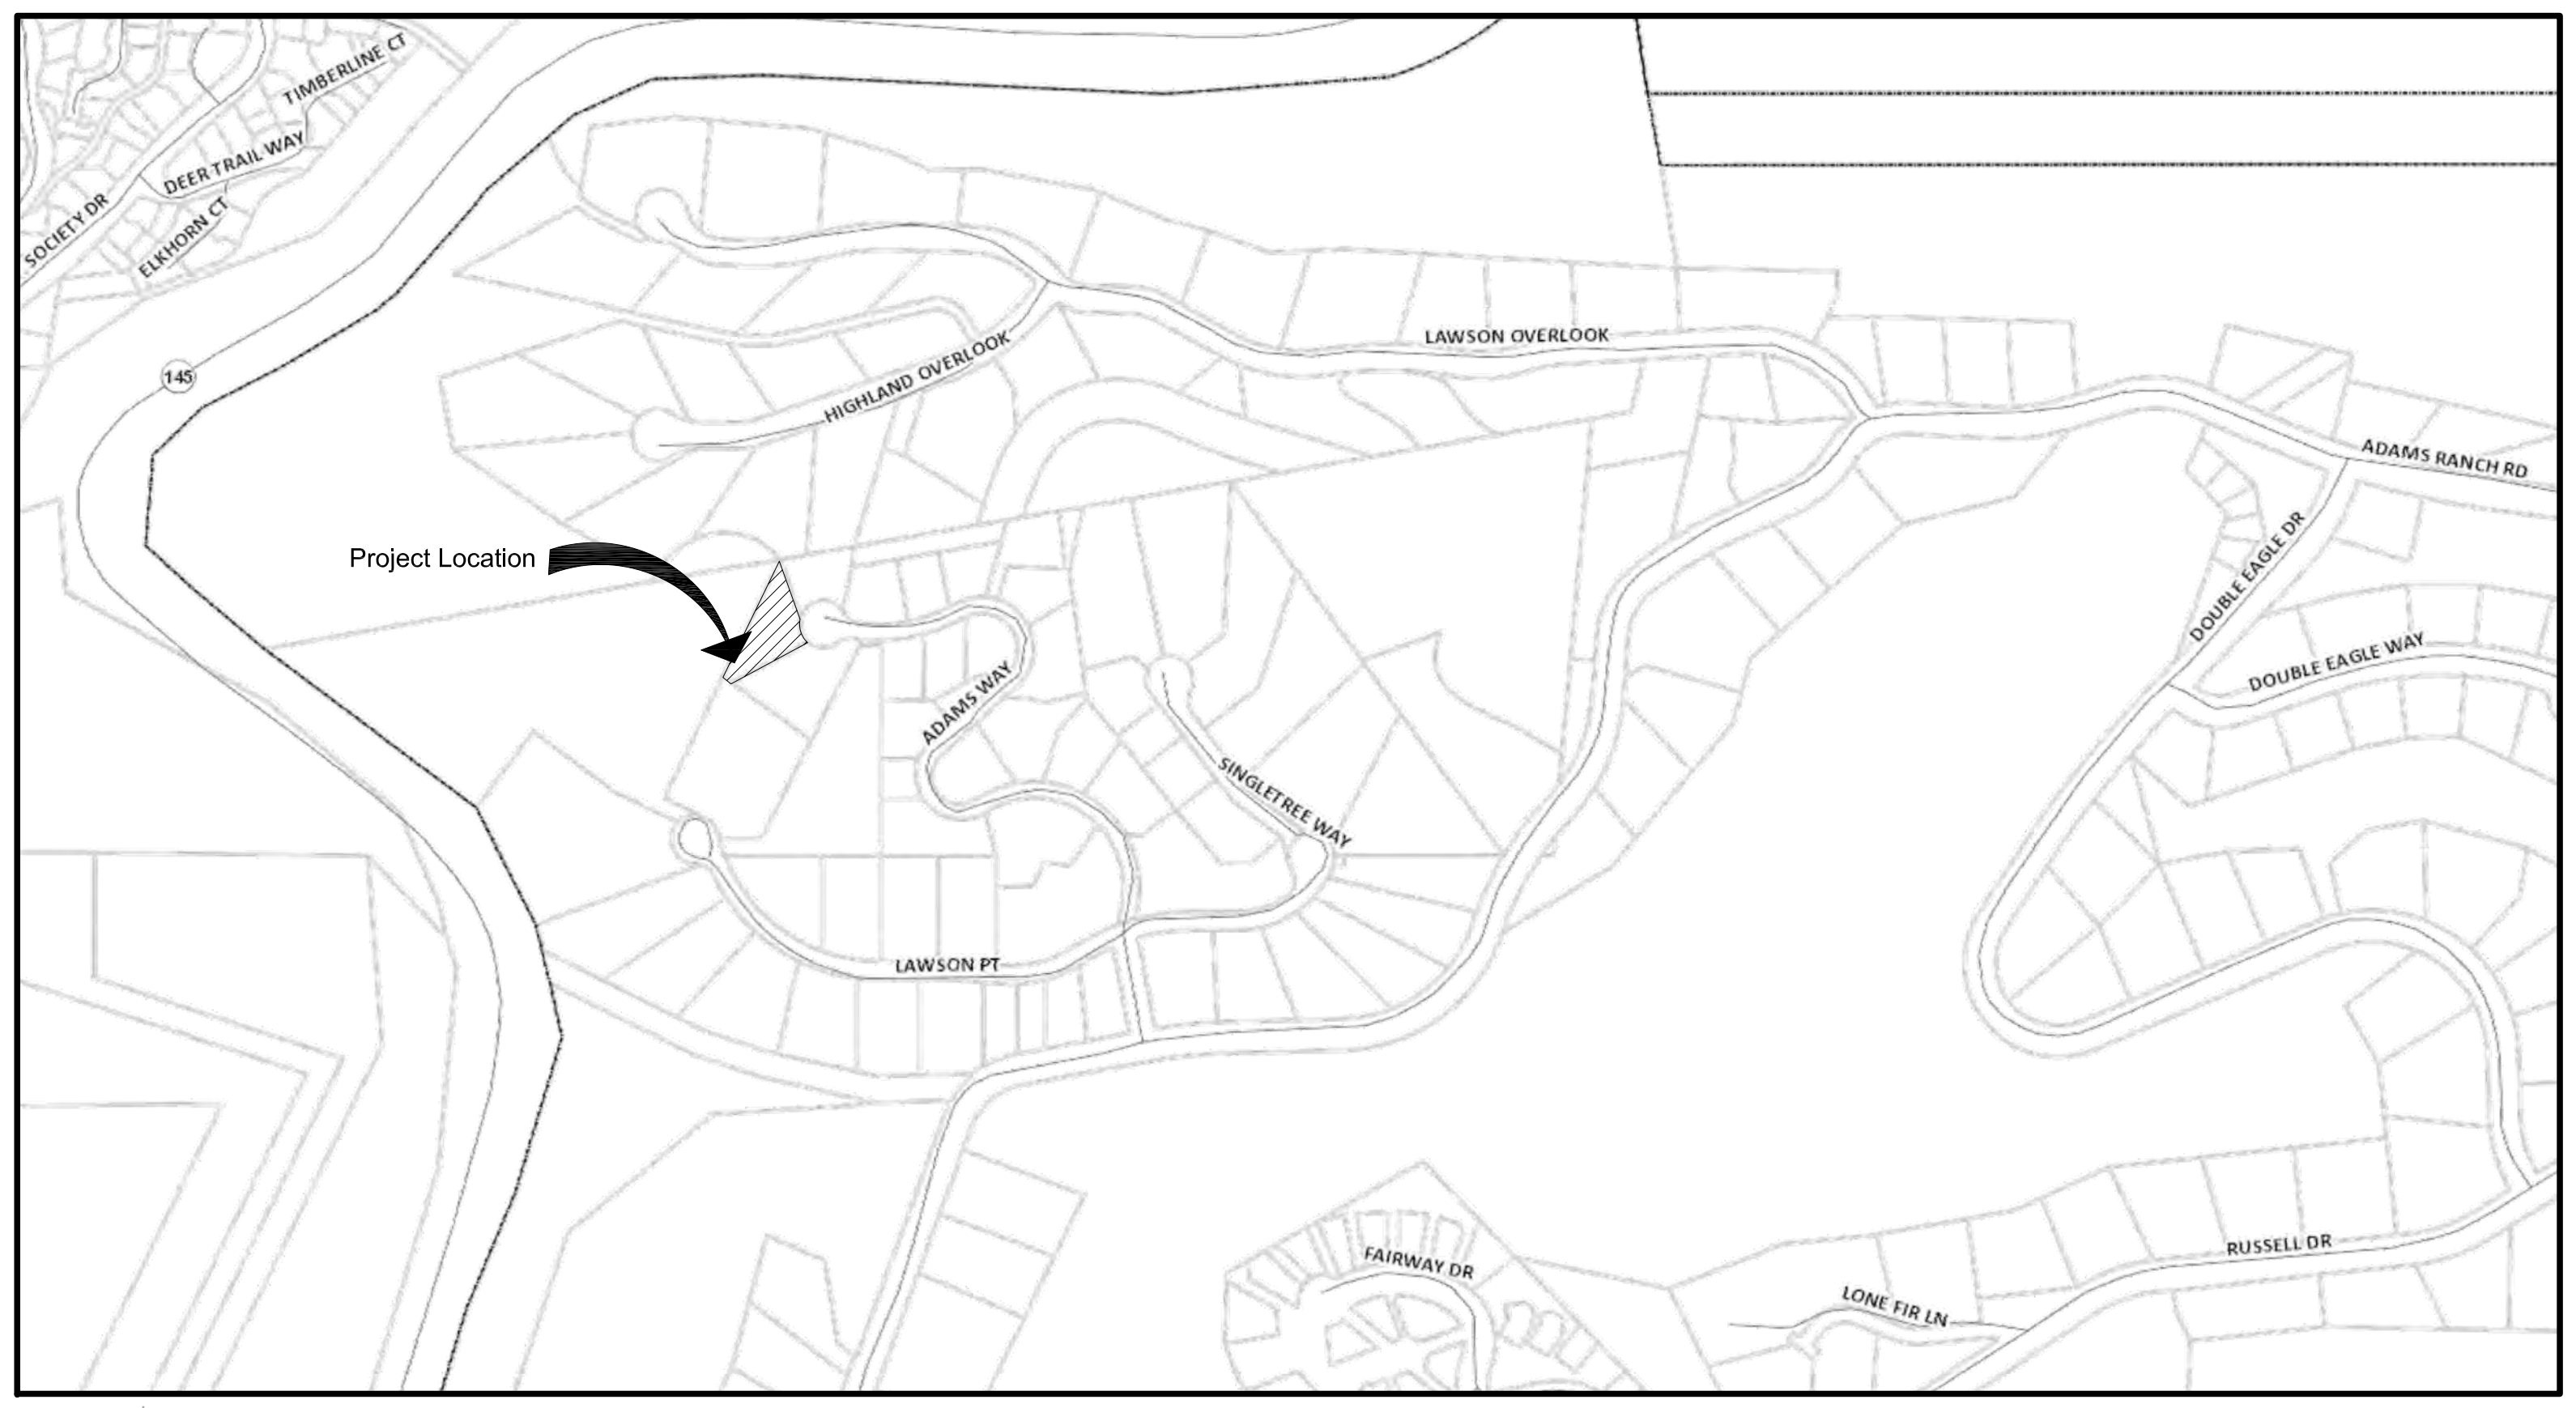 TIMBERLINE CT
DEER TRAIL WAY
SOCIETY DR
ELKHORN CT
145
LAWSON OVERLOOK
HIGHLAND OVERLOOK
ADAMS RANCH RD
Project Location
DOUBLE EAGLE DR
DOUBLE EAGLE WAY
ADAMS WAY
SINGLETREE WAY
LAWSON PT
FAIRWAY DR
RUSSELL DR
LONE FIR LN